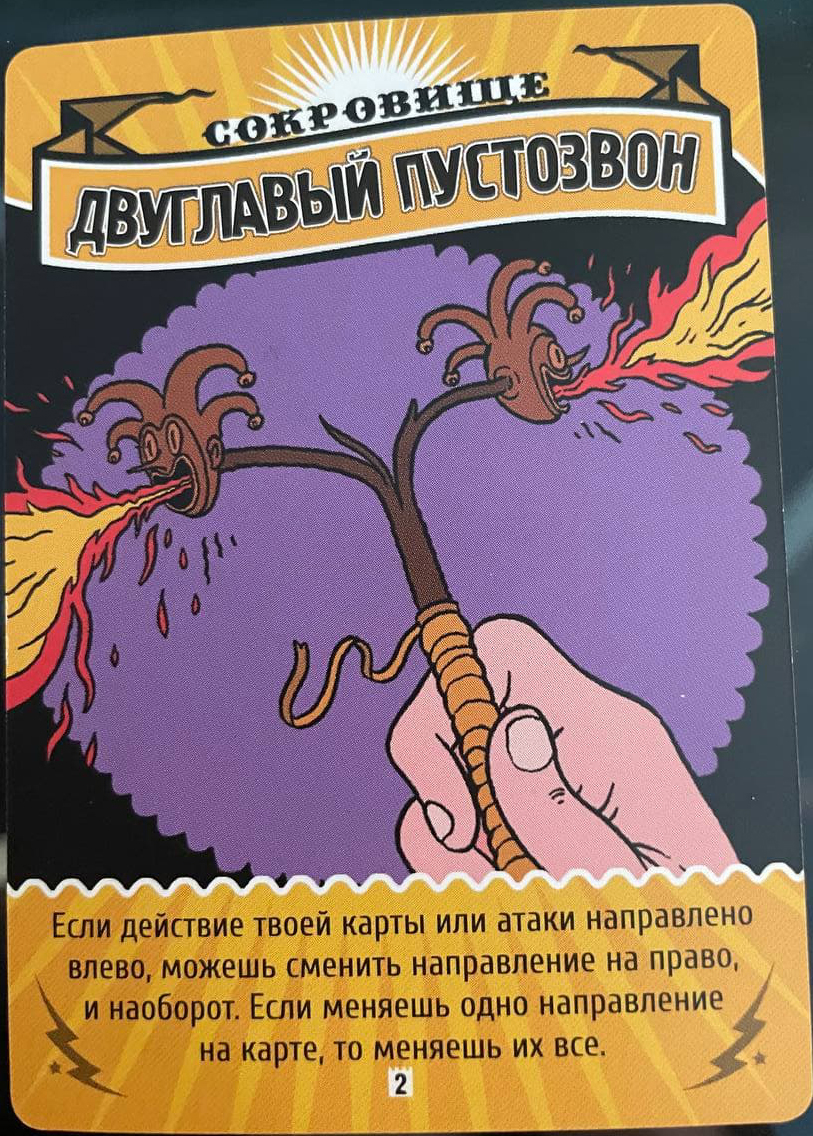 СОКРОВИЩЕ
ДВУГЛАВЫЙ ПУСТОЗВОН
Если действие твоей карты или атаки направлено
влево, можешь сменить направление на право,
и наоборот. Если меняешь одно направление
на карте, то меняешь их все.
2